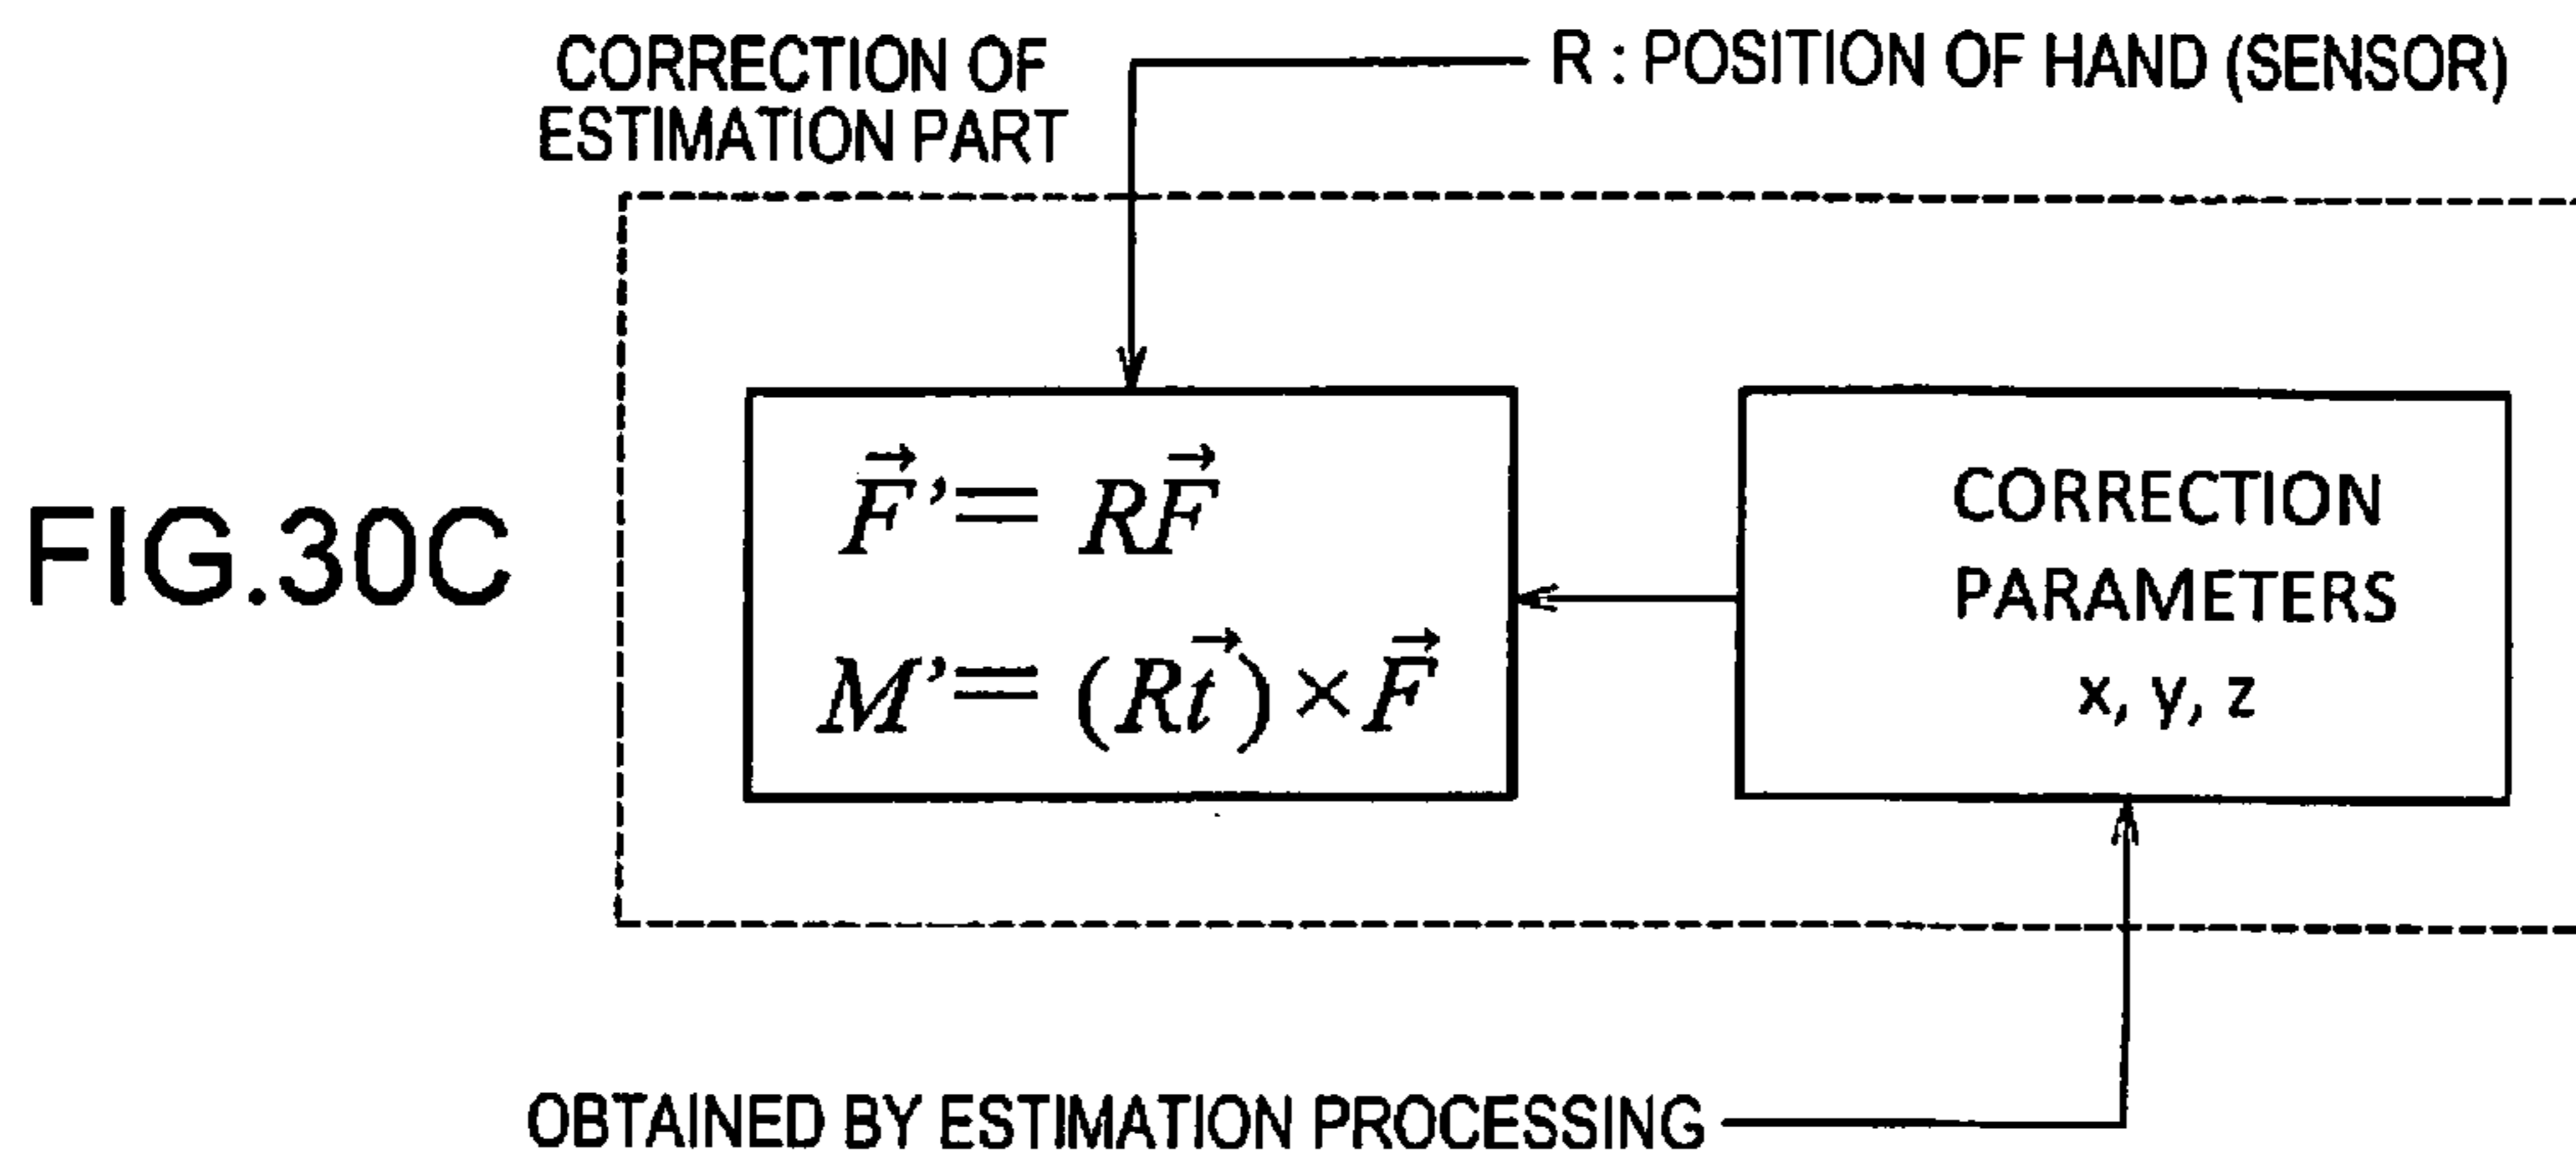 CORRECTION OF
ESTIMATION PART
R : POSITION OF HAND (SENSOR)
FIG.30C
F⃗'= RF⃗
M'= (Rt⃗)×F⃗
CORRECTION
PARAMETERS
x, y, z
OBTAINED BY ESTIMATION PROCESSING